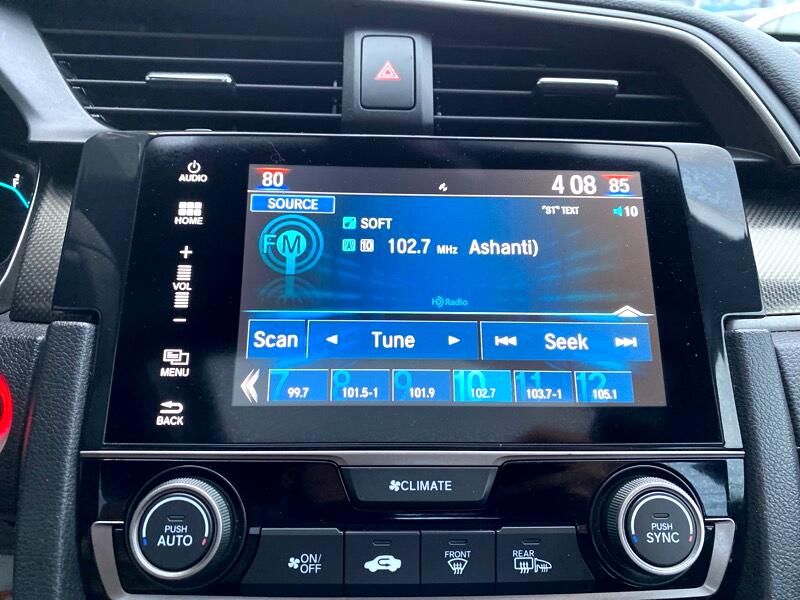 AUDIO
HOME
+
VOL
−
MENU
BACK
F
80
4 08
85
SOURCE
"ST" TEXT
10
FM
SOFT
10 102.7 MHz Ashanti)
HD Radio
Scan
Tune
Seek
7 8 9 10 11 12
99.7 101.5-1 101.9 102.7 103.7-1 105.1
CLIMATE
PUSH
AUTO
PUSH
SYNC
ON/
OFF
FRONT
REAR